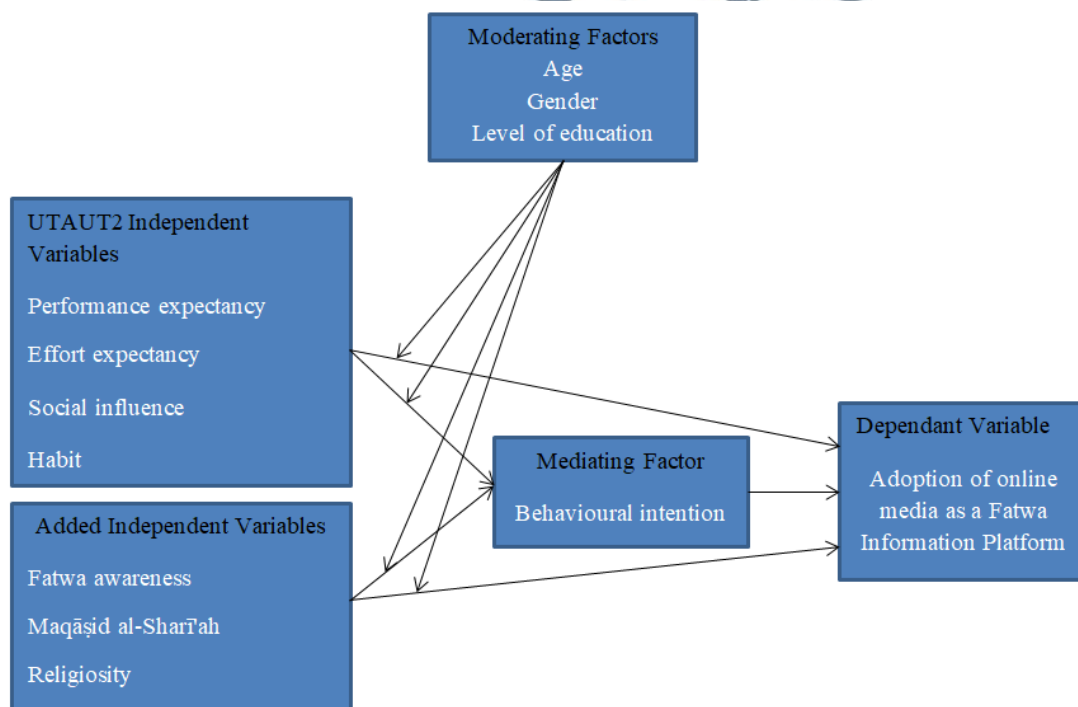 Moderating Factors
Age
Gender
Level of education
UTAUT2 Independent
Variables
Performance expectancy
Effort expectancy
Social influence
Habit
Added Independent Variables
Fatwa awareness
Maqāṣid al-Sharī'ah
Religiosity
Mediating Factor
Behavioural intention
Dependant Variable
Adoption of online
media as a Fatwa
Information Platform